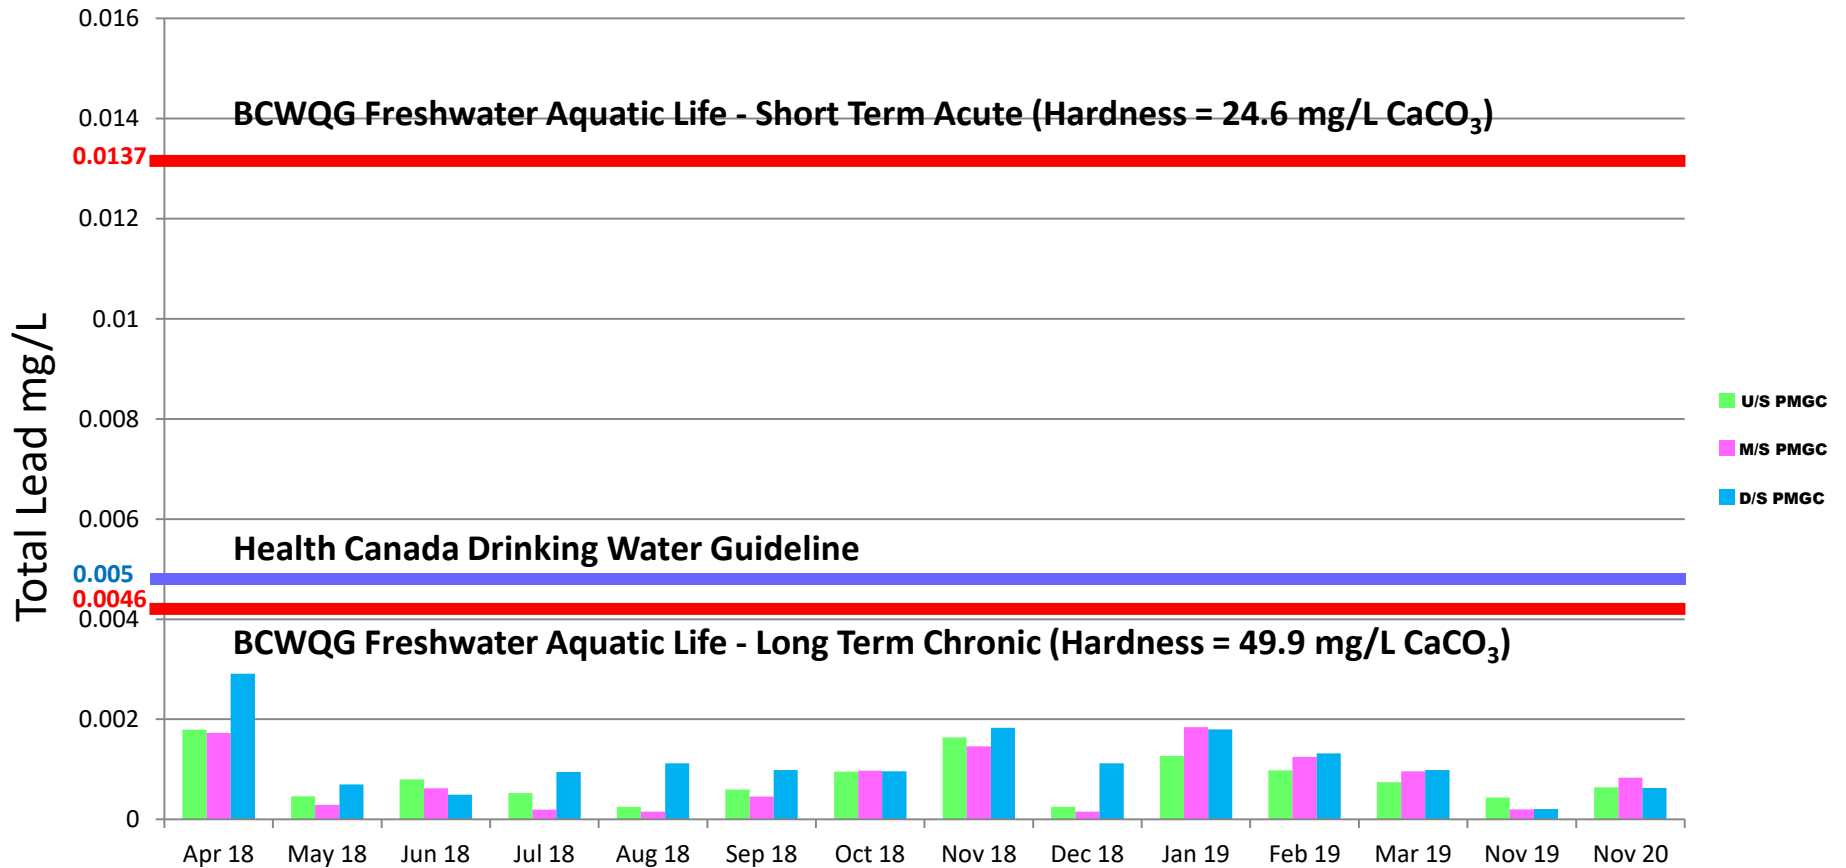 0.016
BCWQG Freshwater Aquatic Life - Short Term Acute (Hardness = 24.6 mg/L CaCO₃)
0.014
0.0137
0.012
0.01
Total Lead mg/L
0.008
U/S PMGC
M/S PMGC
D/S PMGC
0.006
Health Canada Drinking Water Guideline
0.005
0.0046
0.004
BCWQG Freshwater Aquatic Life - Long Term Chronic (Hardness = 49.9 mg/L CaCO₃)
0.002
0
Apr 18 May 18 Jun 18 Jul 18 Aug 18 Sep 18 Oct 18 Nov 18 Dec 18 Jan 19 Feb 19 Mar 19 Nov 19 Nov 20